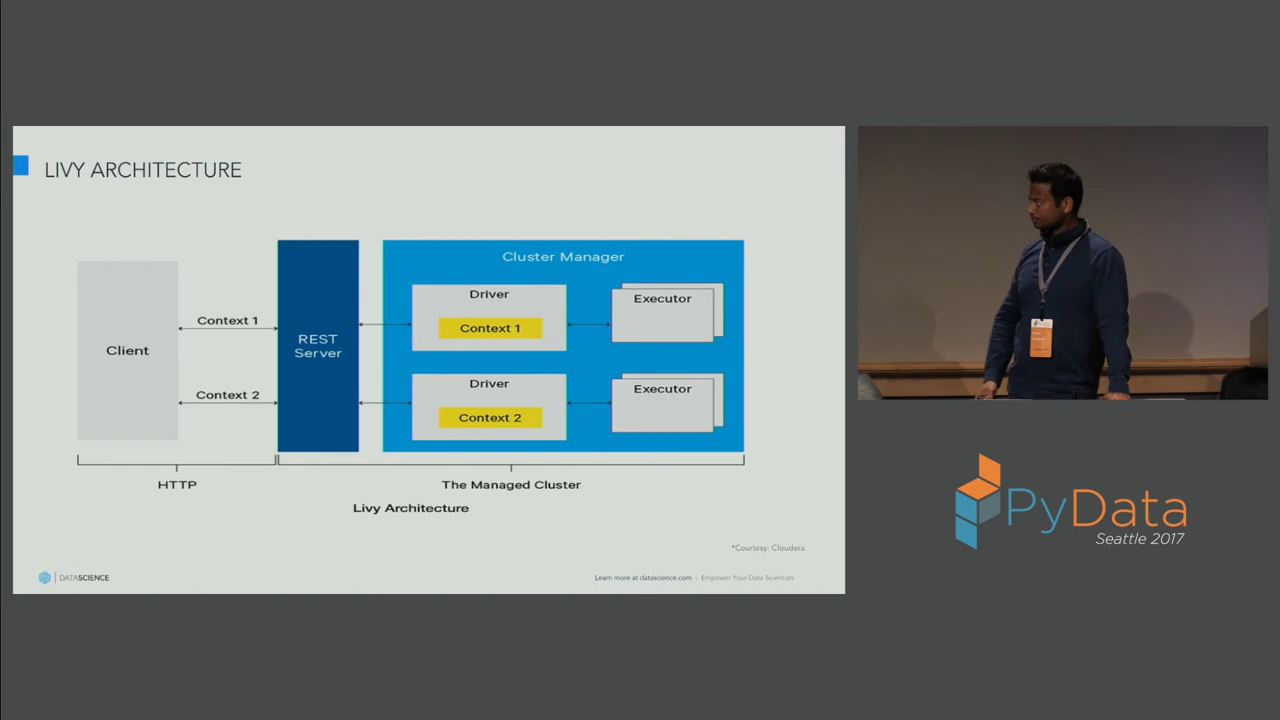 LIVY ARCHITECTURE
Cluster Manager
Driver
Executor
Context 1
Context 1
Client
REST
Server
Driver
Executor
Context 2
Context 2
HTTP
The Managed Cluster
Livy Architecture
*Courtesy: Cloudera
DATASCIENCE
Learn more at datascience.com | Empower Your Data Scientists
PyData
Seattle 2017